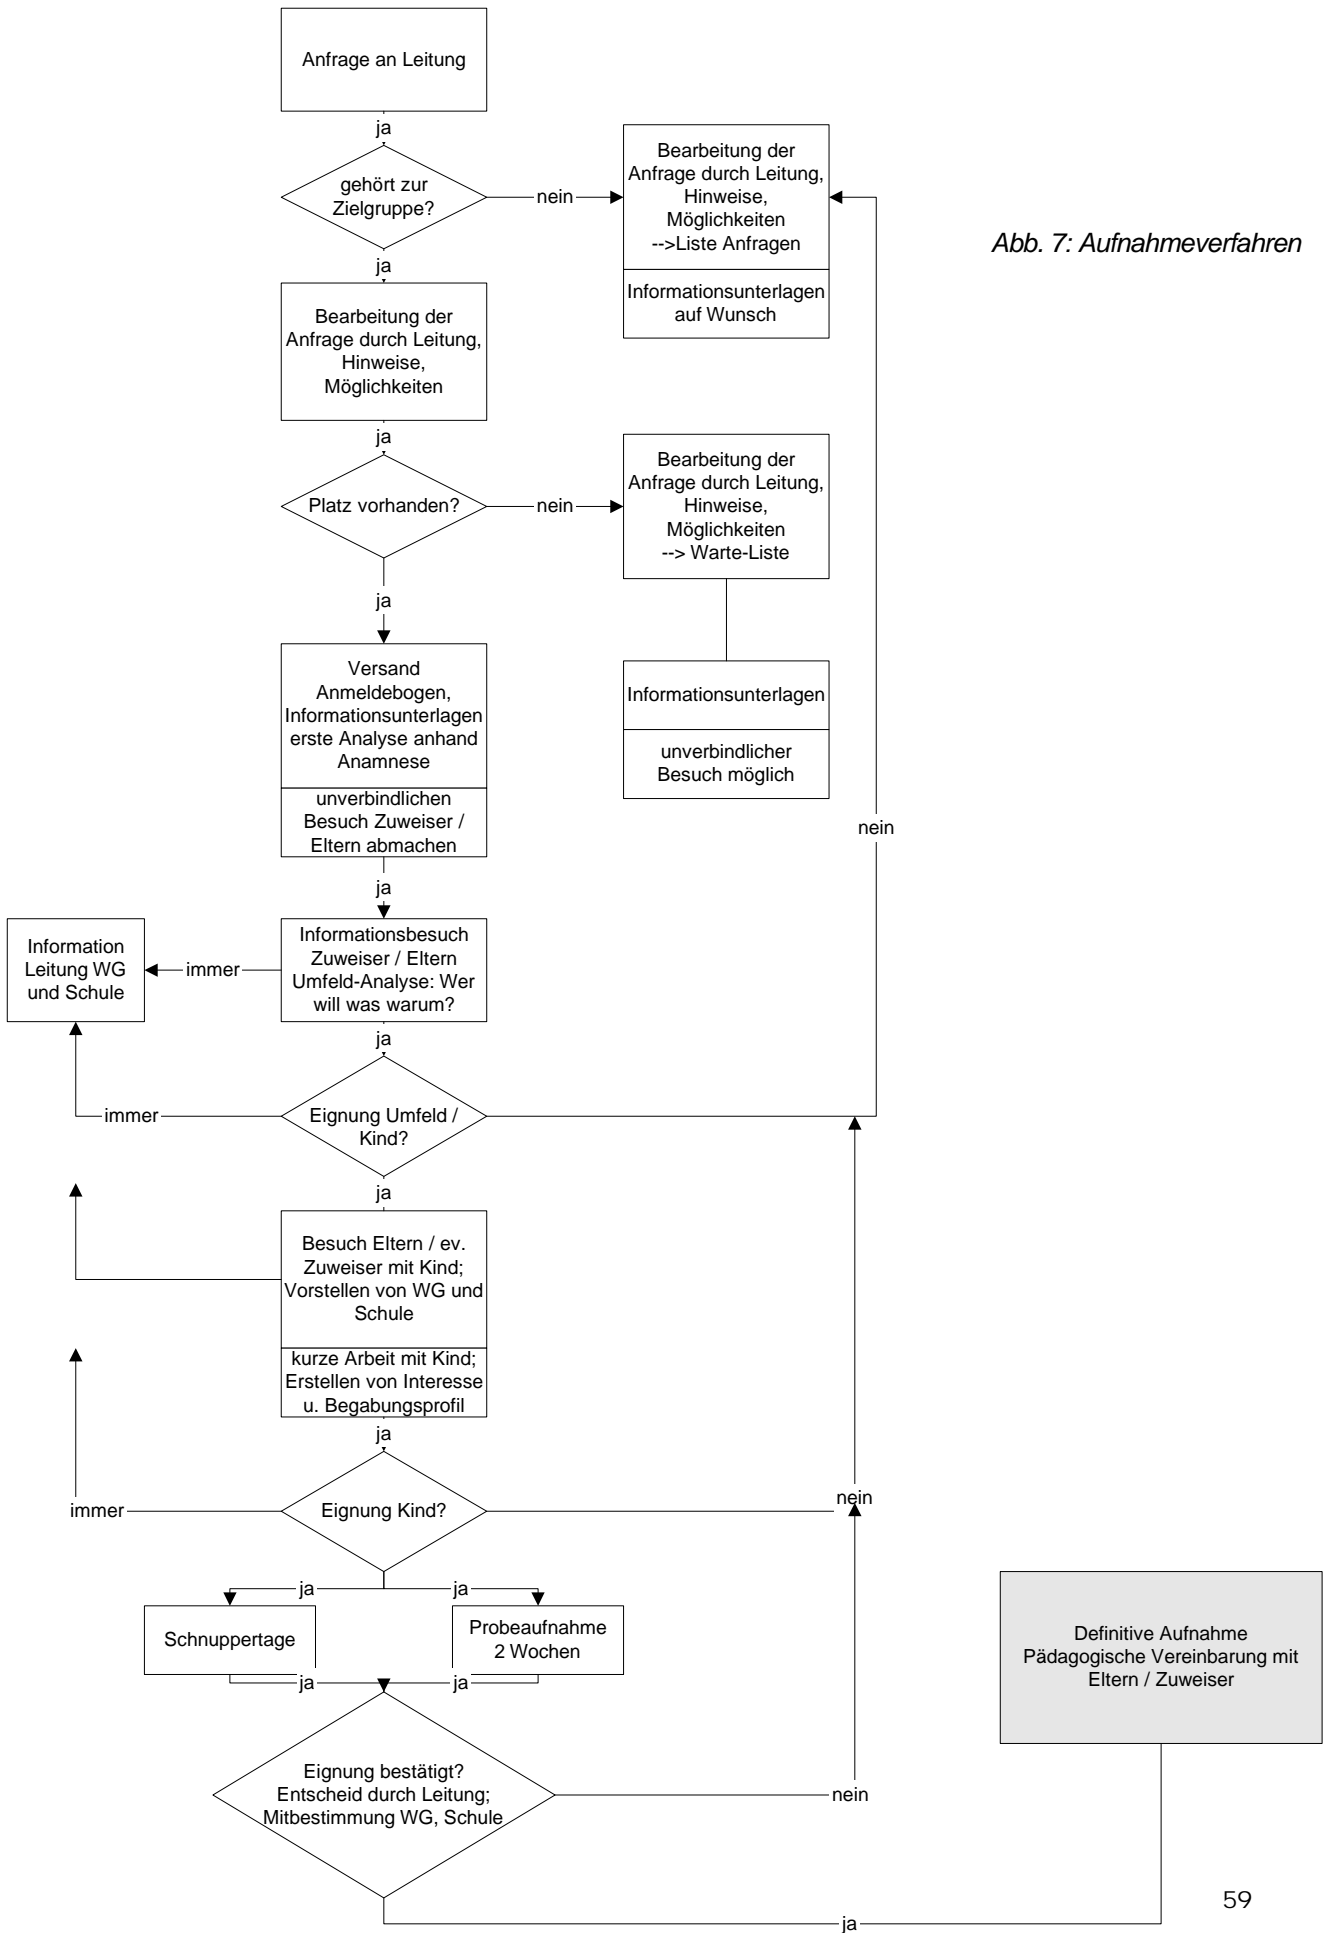 Anfrage an Leitung
ja
gehört zur
Zielgruppe?
nein
Bearbeitung der
Anfrage durch Leitung,
Hinweise,
Möglichkeiten
-->Liste Anfragen
Informationsunterlagen
auf Wunsch
Abb. 7: Aufnahmeverfahren
ja
Bearbeitung der
Anfrage durch Leitung,
Hinweise,
Möglichkeiten
ja
Platz vorhanden?
nein
Bearbeitung der
Anfrage durch Leitung,
Hinweise,
Möglichkeiten
--> Warte-Liste
ja
Informationsunterlagen
unverbindlicher
Besuch möglich
Versand
Anmeldebogen,
Informationsunterlagen
erste Analyse anhand
Anamnese
unverbindlichen
Besuch Zuweiser /
Eltern abmachen
nein
ja
Information
Leitung WG
und Schule
immer
Informationsbesuch
Zuweiser / Eltern
Umfeld-Analyse: Wer
will was warum?
ja
immer
Eignung Umfeld /
Kind?
ja
Besuch Eltern / ev.
Zuweiser mit Kind;
Vorstellen von WG und
Schule
kurze Arbeit mit Kind;
Erstellen von Interesse
u. Begabungsprofil
ja
immer
Eignung Kind?
nein
ja
ja
Schnuppertage
Probeaufnahme
2 Wochen
ja
ja
Definitive Aufnahme
Pädagogische Vereinbarung mit
Eltern / Zuweiser
Eignung bestätigt?
Entscheid durch Leitung;
Mitbestimmung WG, Schule
nein
ja
59